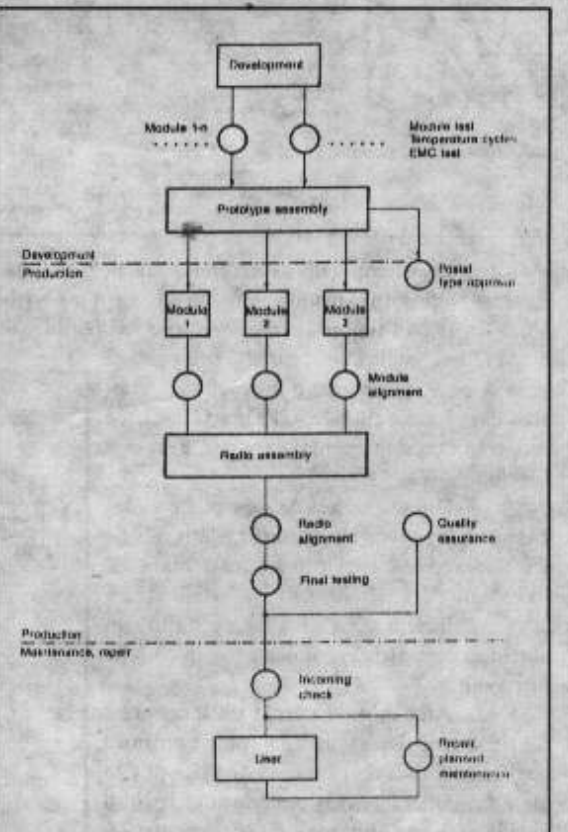 Development
Module 1-n
Module test
Temperature cycles
EMC test
Prototype assembly
Development
Production
Postal
type approval
Module
1
Module
2
Module
3
Module
alignment
Radio assembly
Radio
alignment
Quality
assurance
Final testing
Production
Maintenance, repair
Incoming
check
User
Repair,
planned
maintenance